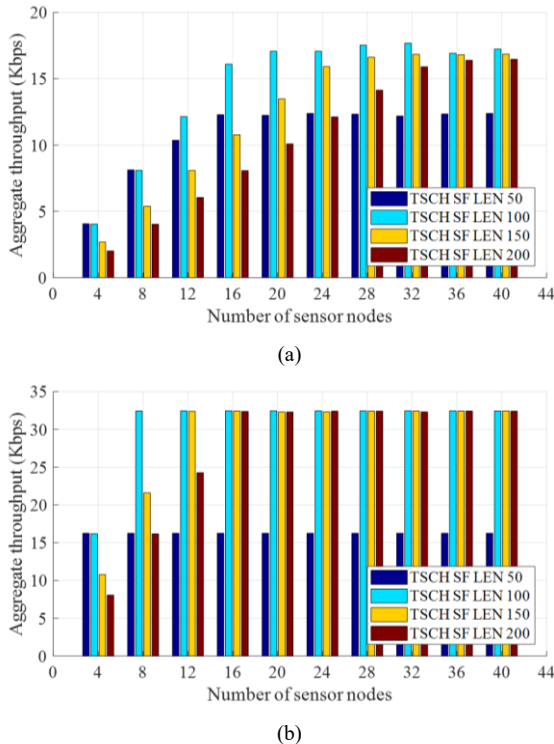 20
15
10
5
0
Aggregate throughput (Kbps)
TSCH SF LEN 50
TSCH SF LEN 100
TSCH SF LEN 150
TSCH SF LEN 200
0 4 8 12 16 20 24 28 32 36 40 44
Number of sensor nodes
(a)
35
30
25
20
15
10
5
0
Aggregate throughput (Kbps)
TSCH SF LEN 50
TSCH SF LEN 100
TSCH SF LEN 150
TSCH SF LEN 200
0 4 8 12 16 20 24 28 32 36 40 44
Number of sensor nodes
(b)